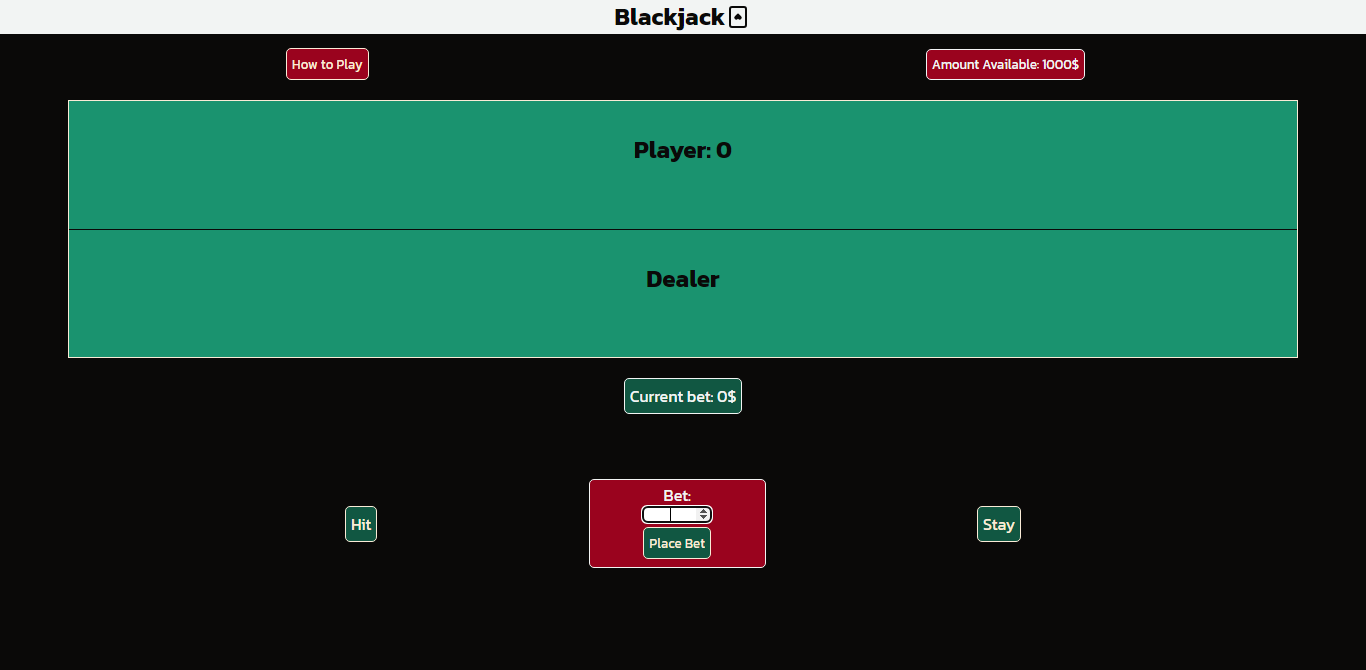 Blackjack
How to Play
Amount Available: 1000$
Player: 0
Dealer
Current bet: 0$
Bet:
Hit
Stay
Place Bet